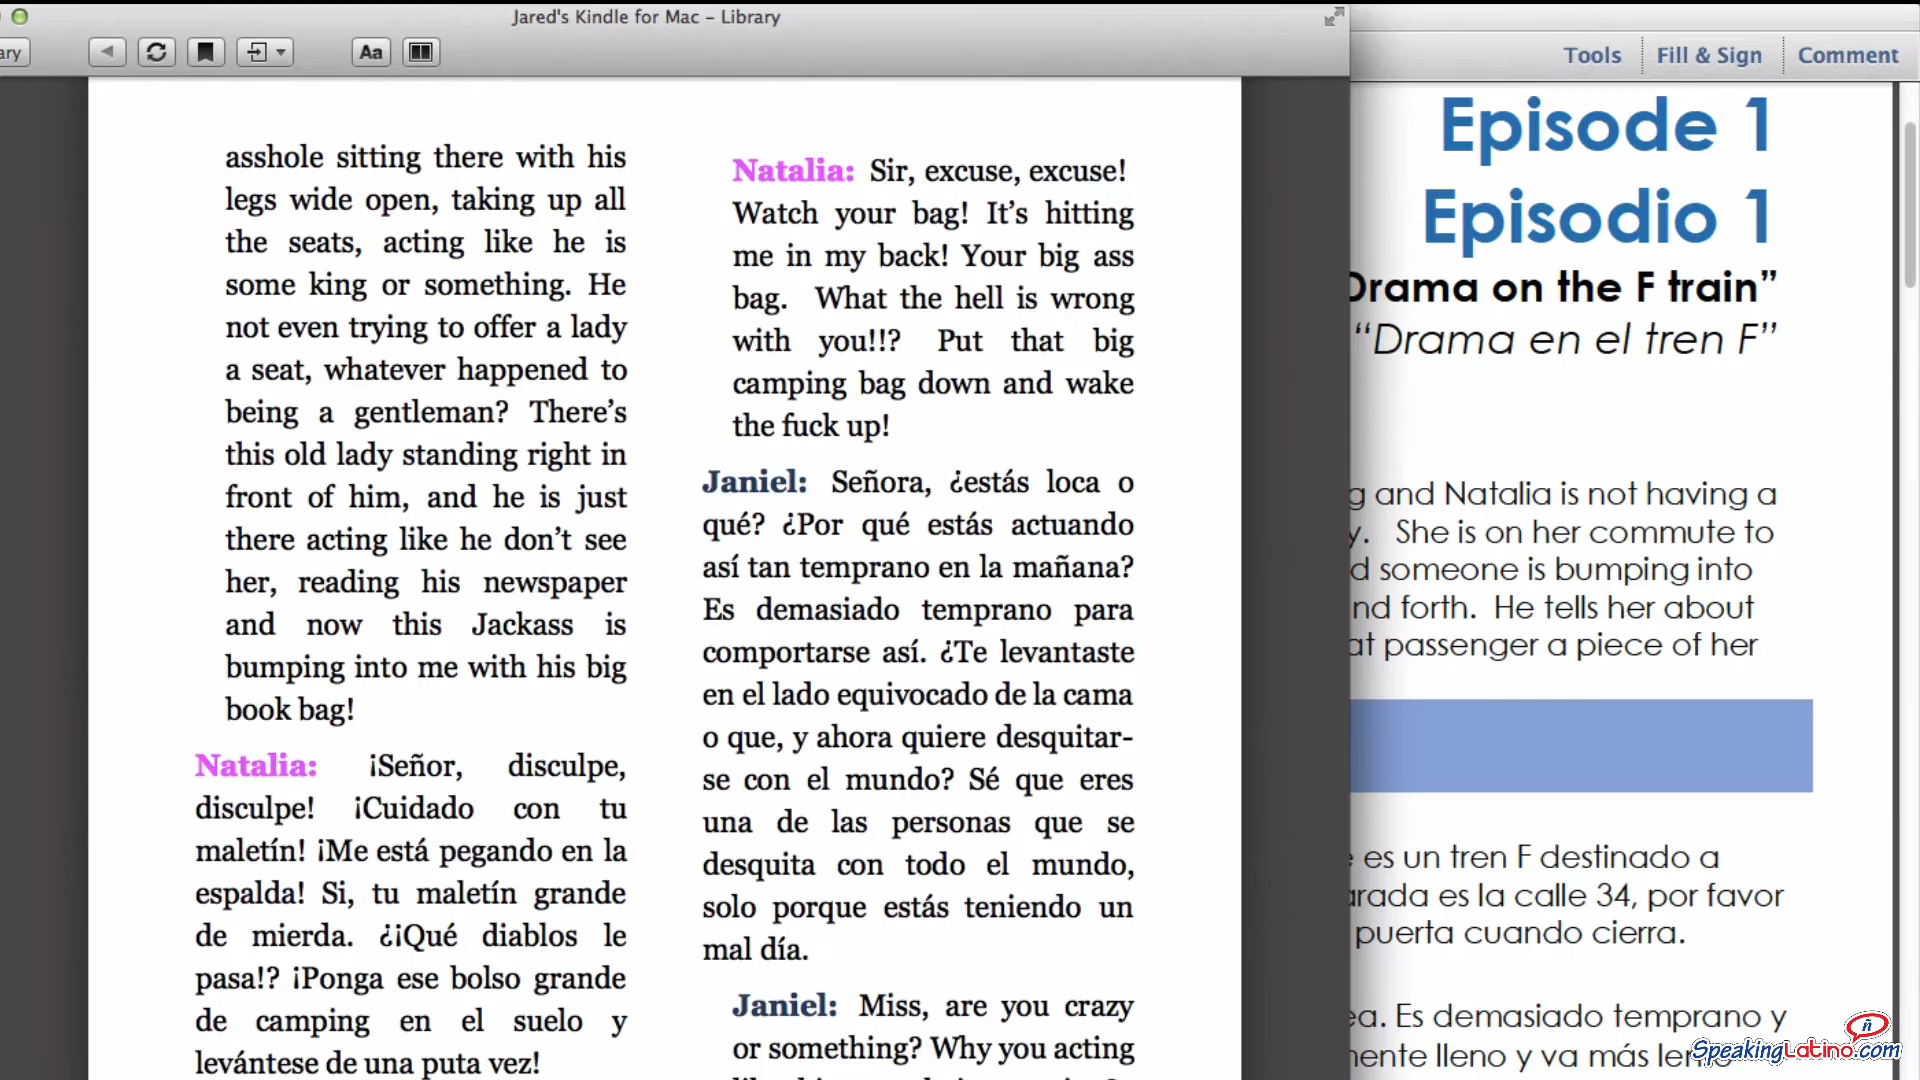 Jared's Kindle for Mac – Library
ary
Aa
Tools
Fill & Sign
Comment
asshole sitting there with his
legs wide open, taking up all
the seats, acting like he is
some king or something. He
not even trying to offer a lady
a seat, whatever happened to
being a gentleman? There's
this old lady standing right in
front of him, and he is just
there acting like he don't see
her, reading his newspaper
and now this Jackass is
bumping into me with his big
book bag!
Natalia: ¡Señor, disculpe,
disculpe! ¡Cuidado con tu
maletín! ¡Me está pegando en la
espalda! Si, tu maletín grande
de mierda. ¿¡Qué diablos le
pasa!? ¡Ponga ese bolso grande
de camping en el suelo y
levántese de una puta vez!
Natalia: Sir, excuse, excuse!
Watch your bag! It's hitting
me in my back! Your big ass
bag. What the hell is wrong
with you!!? Put that big
camping bag down and wake
the fuck up!
Janiel: Señora, ¿estás loca o
qué? ¿Por qué estás actuando
así tan temprano en la mañana?
Es demasiado temprano para
comportarse así. ¿Te levantaste
en el lado equivocado de la cama
o que, y ahora quiere desquitar-
se con el mundo? Sé que eres
una de las personas que se
desquita con todo el mundo,
solo porque estás teniendo un
mal día.
Janiel: Miss, are you crazy
or something? Why you acting
Episode 1
Episodio 1
Drama on the F train”
“Drama en el tren F”
g and Natalia is not having a
y. She is on her commute to
d someone is bumping into
nd forth. He tells her about
at passenger a piece of her
e es un tren F destinado a
arada es la calle 34, por favor
puerta cuando cierra.
ea. Es demasiado temprano y
mente lleno y va más len
ñ
SpeakingLatino.com